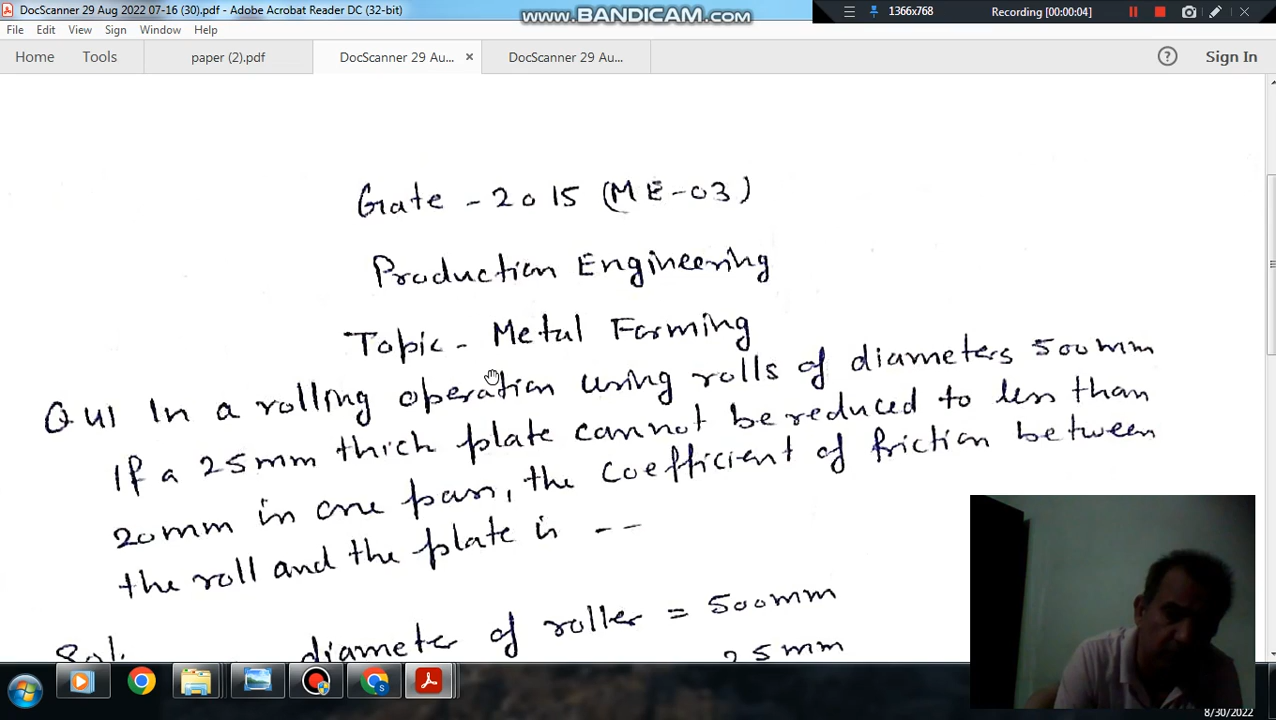 DocScanner 29 Aug 2022 07-16 (30).pdf - Adobe Acrobat Reader DC (32-bit)
www.BANDICAM.com
1366x768
Recording [00:00:04]
File Edit View Sign Window Help
Home Tools paper (2).pdf DocScanner 29 Au... × DocScanner 29 Au... Sign In
Gate - 2015 (ME-03)
Production Engineering
Topic - Metal Forming
Q41 In a rolling operation using rolls of diameters 500mm
If a 25mm thich plate cannot be reduced to less than
20mm in one pass, the coefficient of friction between
the roll and the plate is --
Sol. diameter of roller = 500mm
25mm
8/30/2022